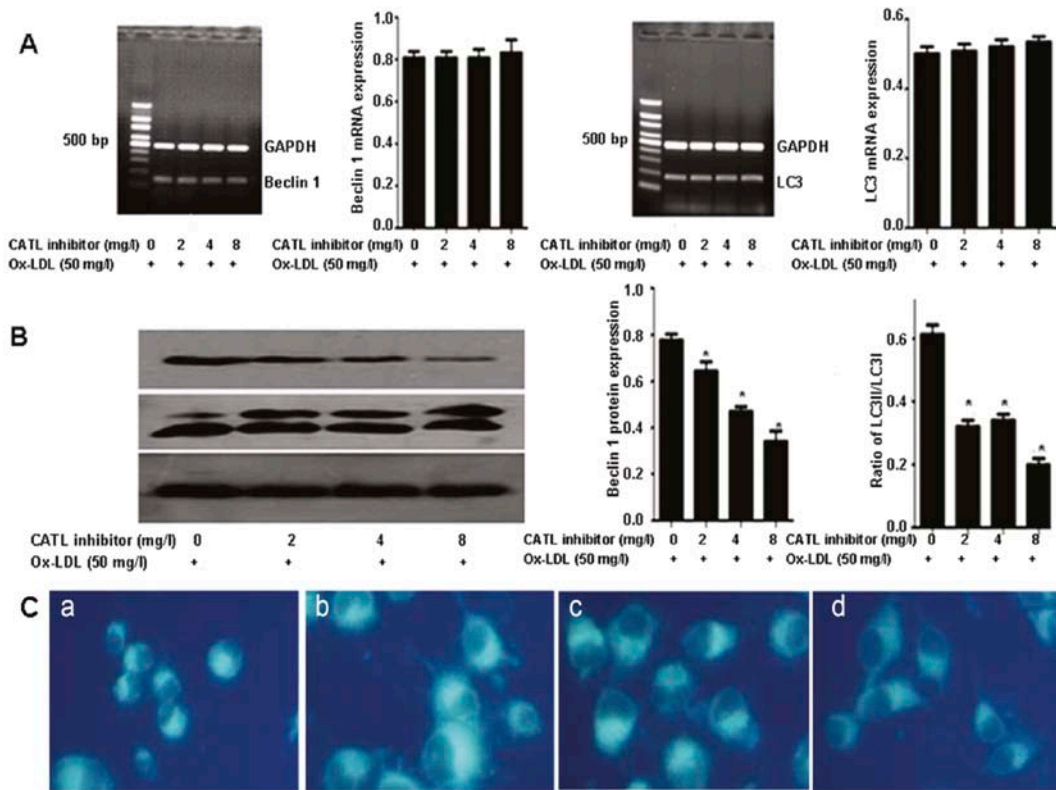 A
500 bp
GAPDH
Beclin 1
CATL inhibitor (mg/l) 0 2 4 8
Ox-LDL (50 mg/l) + + + +
Beclin 1 mRNA expression
1.0
0.8
0.6
0.4
0.2
0.0
CATL inhibitor (mg/l) 0 2 4 8
Ox-LDL (50 mg/l) + + + +
500 bp
GAPDH
LC3
CATL inhibitor (mg/l) 0 2 4 8
Ox-LDL (50 mg/l) + + + +
LC3 mRNA expression
0.6
0.4
0.2
0.0
CATL inhibitor (mg/l) 0 2 4 8
Ox-LDL (50 mg/l) + + + +
B
CATL inhibitor (mg/l) 0 2 4 8
Ox-LDL (50 mg/l) + + + +
Beclin 1 protein expression
1.0
0.8
0.6
0.4
0.2
0.0
* * *
CATL inhibitor (mg/l) 0 2 4 8
Ox-LDL (50 mg/l) + + + +
Ratio of LC3II/LC3I
0.8
0.6
0.4
0.2
0.0
* * *
CATL inhibitor (mg/l) 0 2 4 8
Ox-LDL (50 mg/l) + + + +
C
a
b
c
d